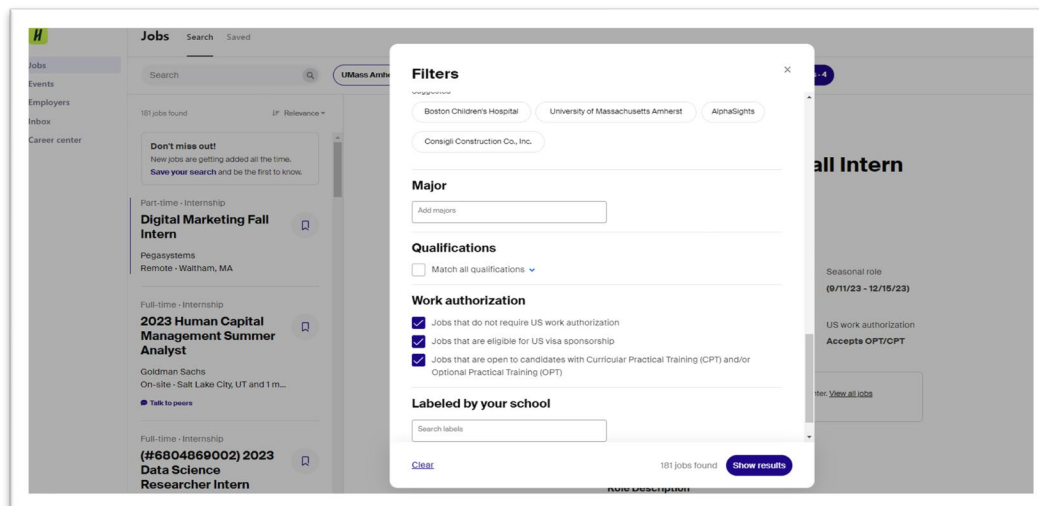 H
Jobs
Search
Saved
Jobs
Events
Employers
Inbox
Career center
Search
UMass Amhe
- 4
181 jobs found
Relevance
Don't miss out!
New jobs are getting added all the time.
Save your search and be the first to know.
Part-time · Internship
Digital Marketing Fall
Intern
Pegasystems
Remote · Waltham, MA
Full-time · Internship
2023 Human Capital
Management Summer
Analyst
Goldman Sachs
On-site · Salt Lake City, UT and 1 m...
Talk to peers
Full-time · Internship
(#6804869002) 2023
Data Science
Researcher Intern
Filters
Suggested
Boston Children's Hospital
University of Massachusetts Amherst
AlphaSights
Consigli Construction Co., Inc.
Major
Add majors
Qualifications
Match all qualifications
Work authorization
Jobs that do not require US work authorization
Jobs that are eligible for US visa sponsorship
Jobs that are open to candidates with Curricular Practical Training (CPT) and/or
Optional Practical Training (OPT)
Labeled by your school
Search labels
Clear
181 jobs found
Show results
all Intern
Seasonal role
(9/11/23 - 12/15/23)
US work authorization
Accepts OPT/CPT
nter. View all jobs
Role Description